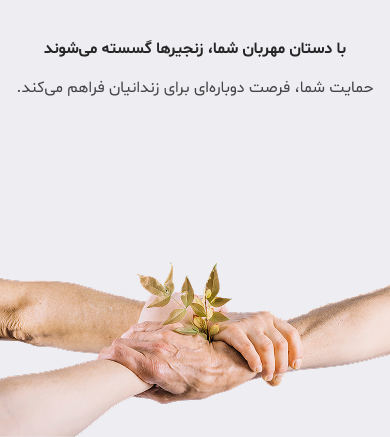 با دستان مهربان شما، زنجیرها گسسته می‌شوند
حمایت شما، فرصت دوباره‌ای برای زندانیان فراهم می‌کند.